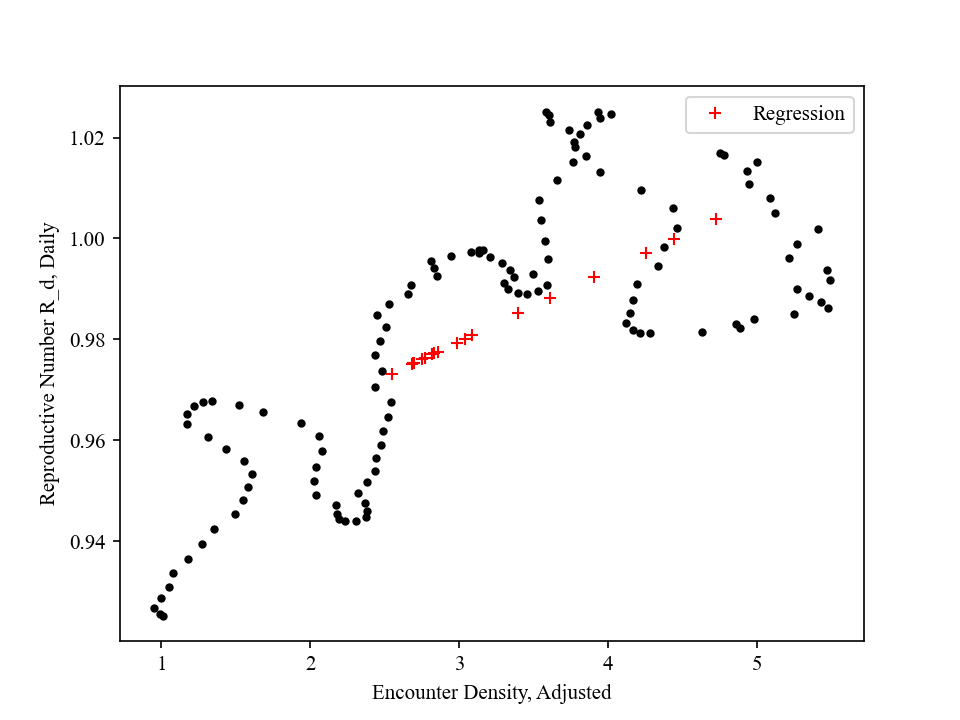 Regression
1.02
1.00
0.98
0.96
0.94
Reproductive Number R_d, Daily
1 2 3 4 5
Encounter Density, Adjusted